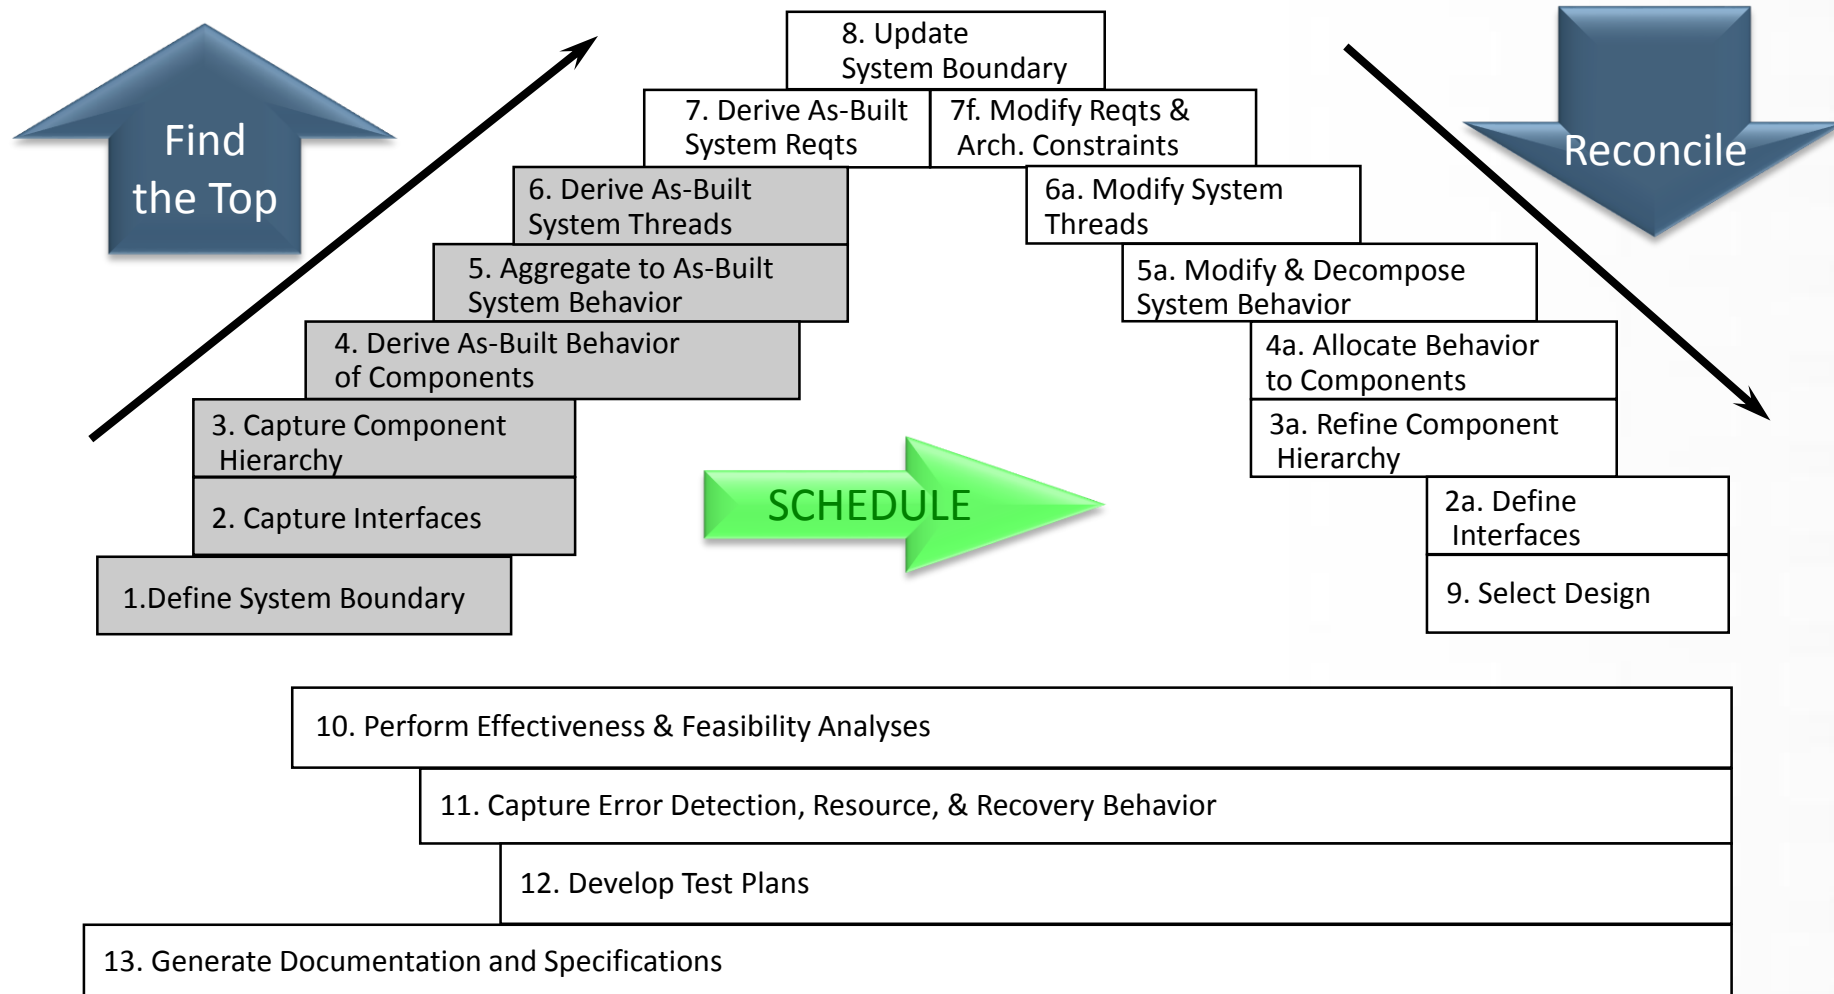 Find
the Top
8. Update
System Boundary
Reconcile
7. Derive As-Built
System Reqts
7f. Modify Reqts &
Arch. Constraints
6. Derive As-Built
System Threads
6a. Modify System
Threads
5. Aggregate to As-Built
System Behavior
5a. Modify & Decompose
System Behavior
4. Derive As-Built Behavior
of Components
4a. Allocate Behavior
to Components
3. Capture Component
Hierarchy
3a. Refine Component
Hierarchy
2. Capture Interfaces
SCHEDULE
2a. Define
Interfaces
1.Define System Boundary
9. Select Design
10. Perform Effectiveness & Feasibility Analyses
11. Capture Error Detection, Resource, & Recovery Behavior
12. Develop Test Plans
13. Generate Documentation and Specifications